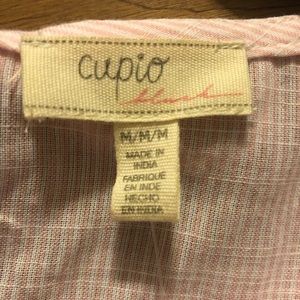 cupio
blush
M/M/M
MADE IN
INDIA
FABRIQUE
EN INDE
HECHO
EN INDIA